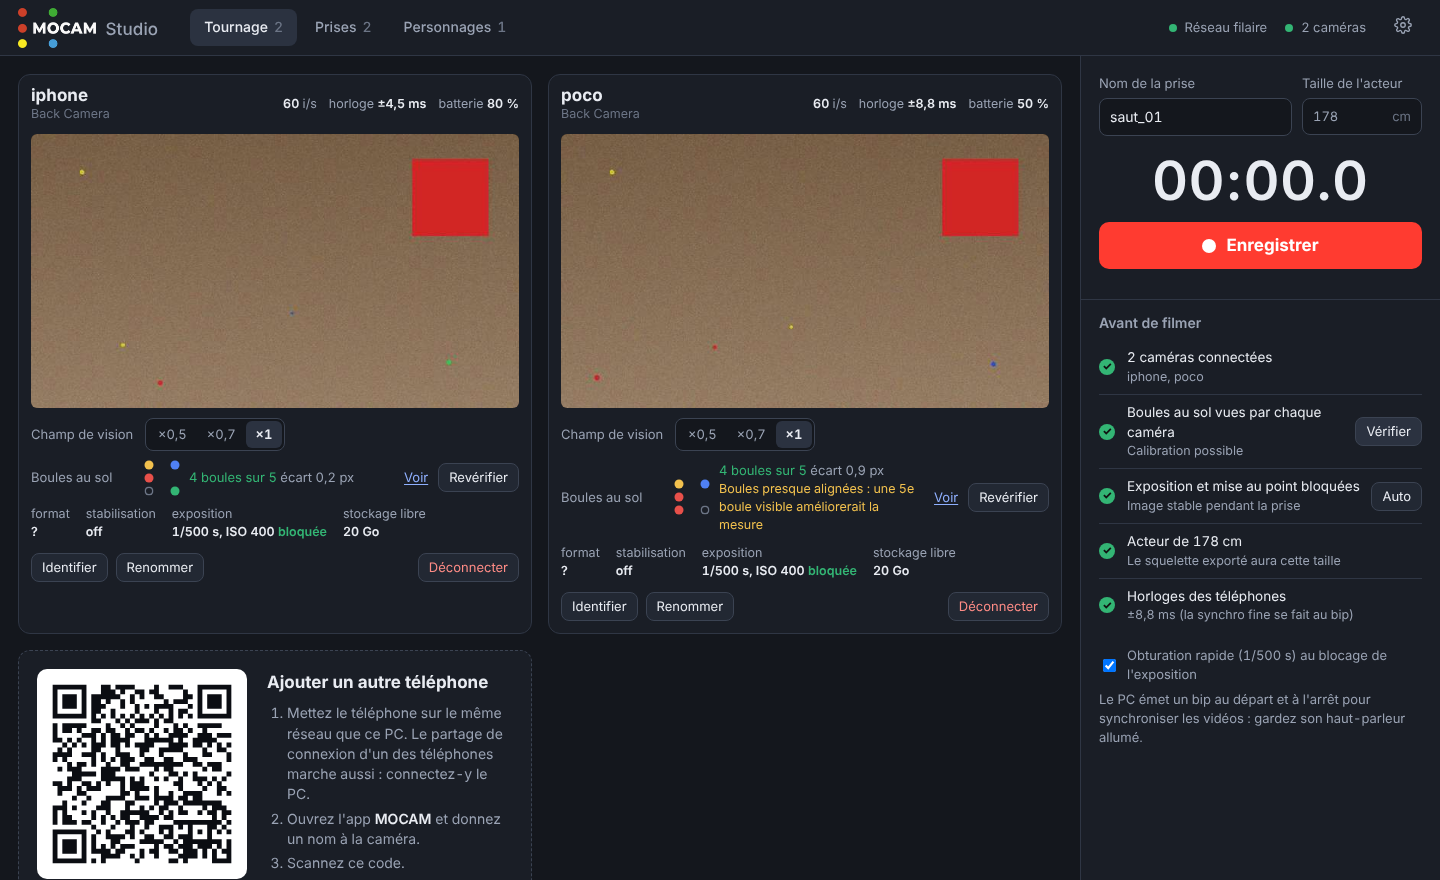 MOCAM Studio
Tournage 2
Prises 2
Personnages 1
Réseau filaire
2 caméras
iphone
Back Camera
60 i/s horloge ±4,5 ms batterie 80 %
Champ de vision
×0,5 ×0,7 ×1
Boules au sol
4 boules sur 5 écart 0,2 px
Voir
Revérifier
format stabilisation exposition stockage libre
? off 1/500 s, ISO 400 bloquée 20 Go
Identifier
Renommer
Déconnecter
poco
Back Camera
60 i/s horloge ±8,8 ms batterie 50 %
Champ de vision
×0,5 ×0,7 ×1
Boules au sol
4 boules sur 5 écart 0,9 px
Boules presque alignées : une 5e
boule visible améliorerait la
mesure
Voir
Revérifier
format stabilisation exposition stockage libre
? off 1/500 s, ISO 400 bloquée 20 Go
Identifier
Renommer
Déconnecter
Ajouter un autre téléphone
1. Mettez le téléphone sur le même
réseau que ce PC. Le partage de
connexion d'un des téléphones
marche aussi : connectez-y le
PC.
2. Ouvrez l'app MOCAM et donnez
un nom à la caméra.
3. Scannez ce code.
Nom de la prise
saut_01
Taille de l'acteur
178 cm
00:00.0
Enregistrer
Avant de filmer
2 caméras connectées
iphone, poco
Boules au sol vues par chaque
caméra
Calibration possible
Vérifier
Exposition et mise au point bloquées
Image stable pendant la prise
Auto
Acteur de 178 cm
Le squelette exporté aura cette taille
Horloges des téléphones
±8,8 ms (la synchro fine se fait au bip)
Obturation rapide (1/500 s) au blocage de
l'exposition
Le PC émet un bip au départ et à l'arrêt pour
synchroniser les vidéos : gardez son haut-parleur
allumé.